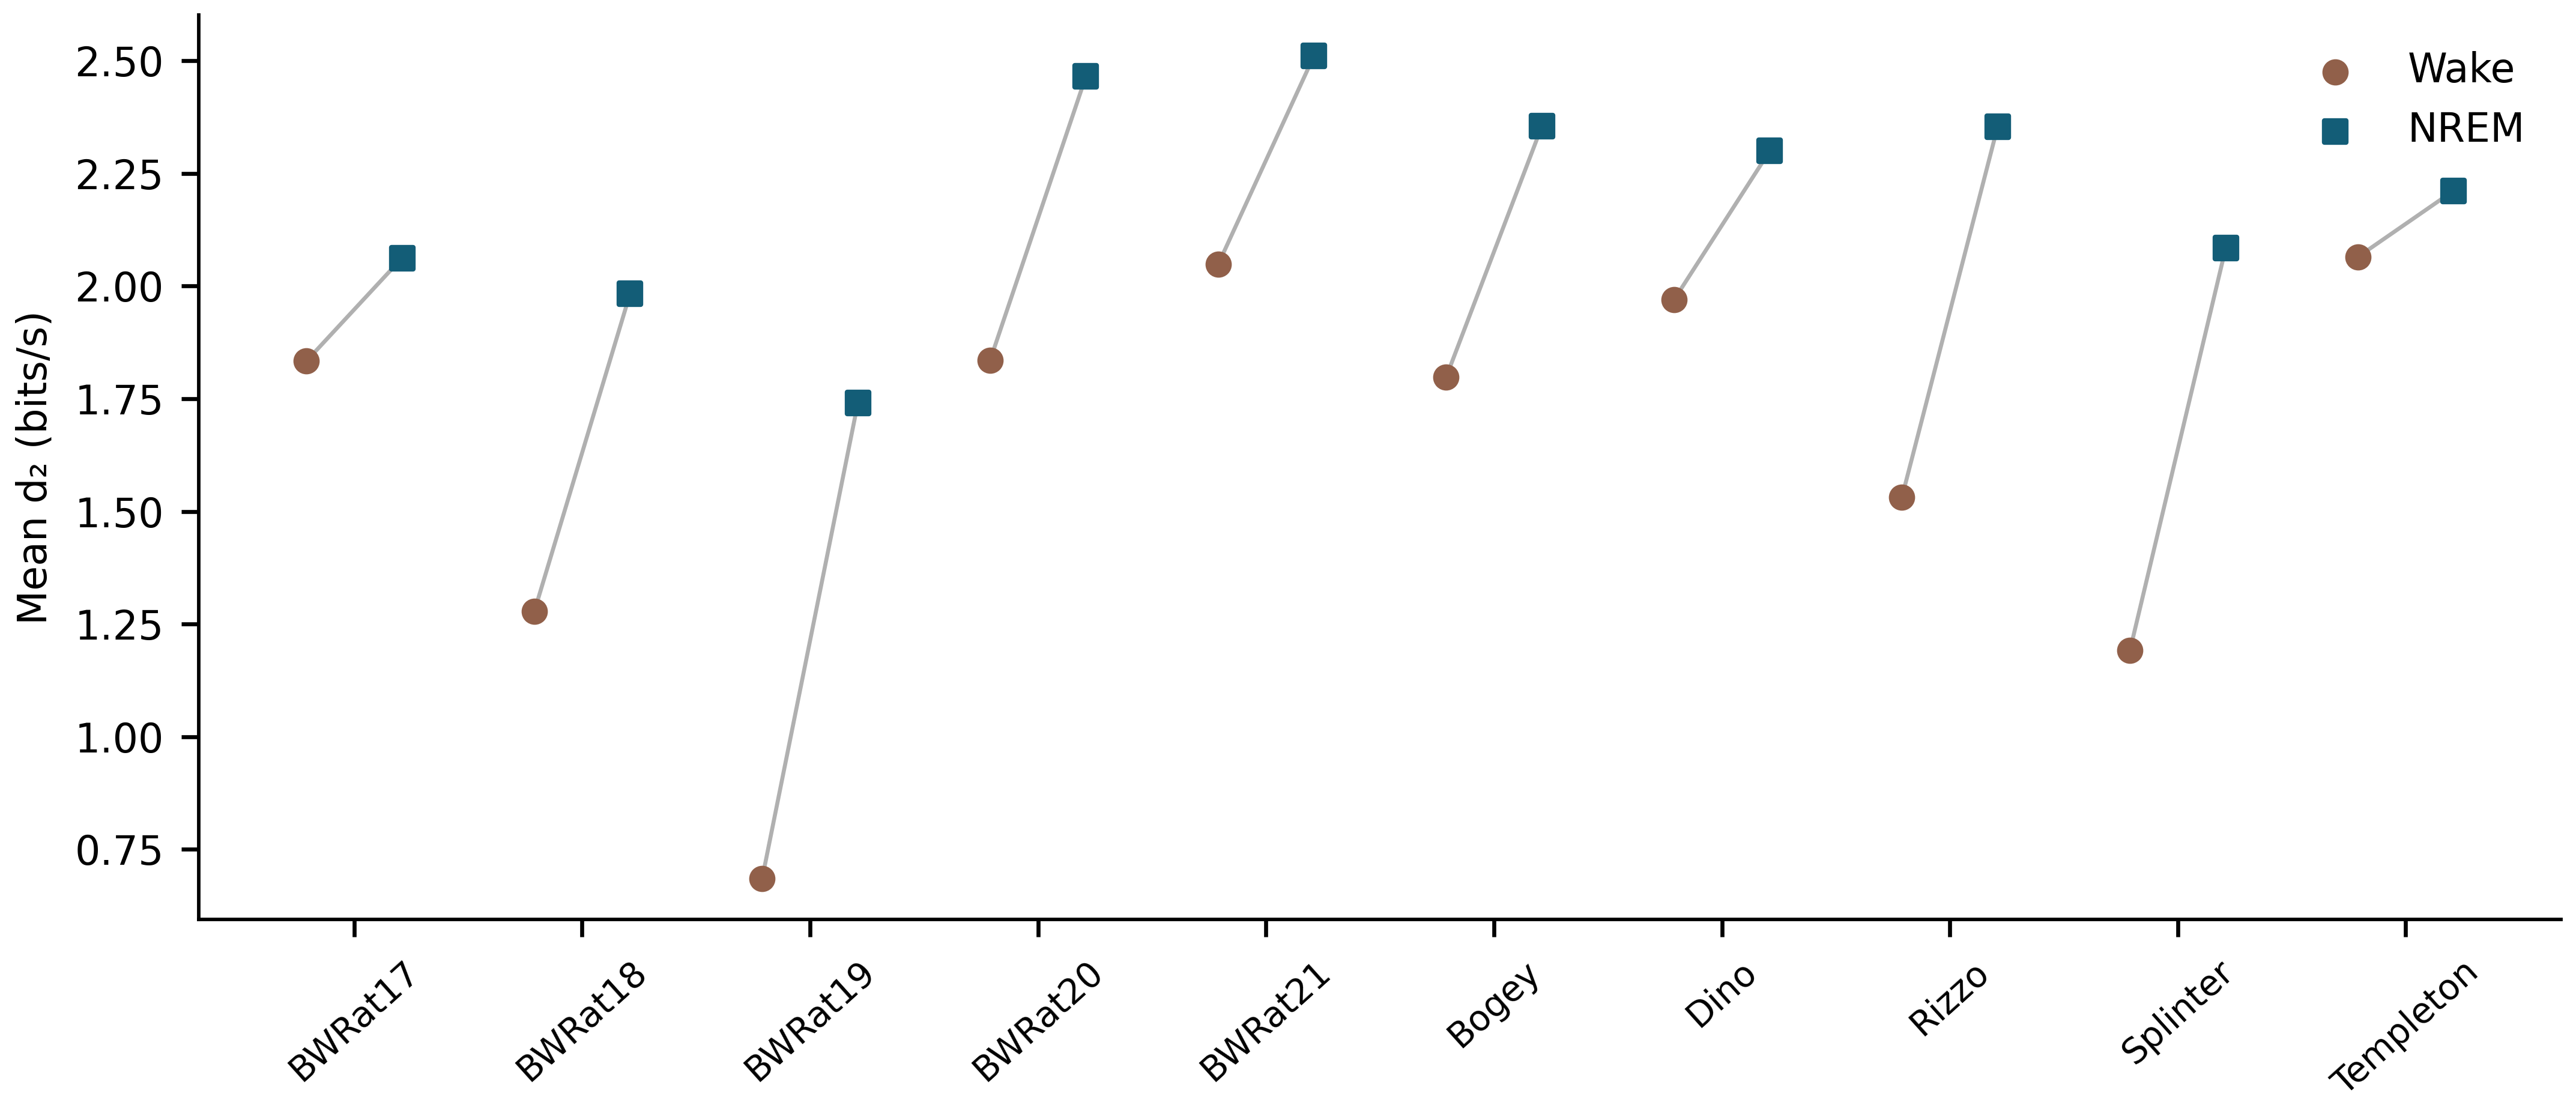 Wake
NREM
Mean d₂ (bits/s)
2.50
2.25
2.00
1.75
1.50
1.25
1.00
0.75
BWRat17
BWRat18
BWRat19
BWRat20
BWRat21
Bogey
Dino
Rizzo
Splinter
Templeton